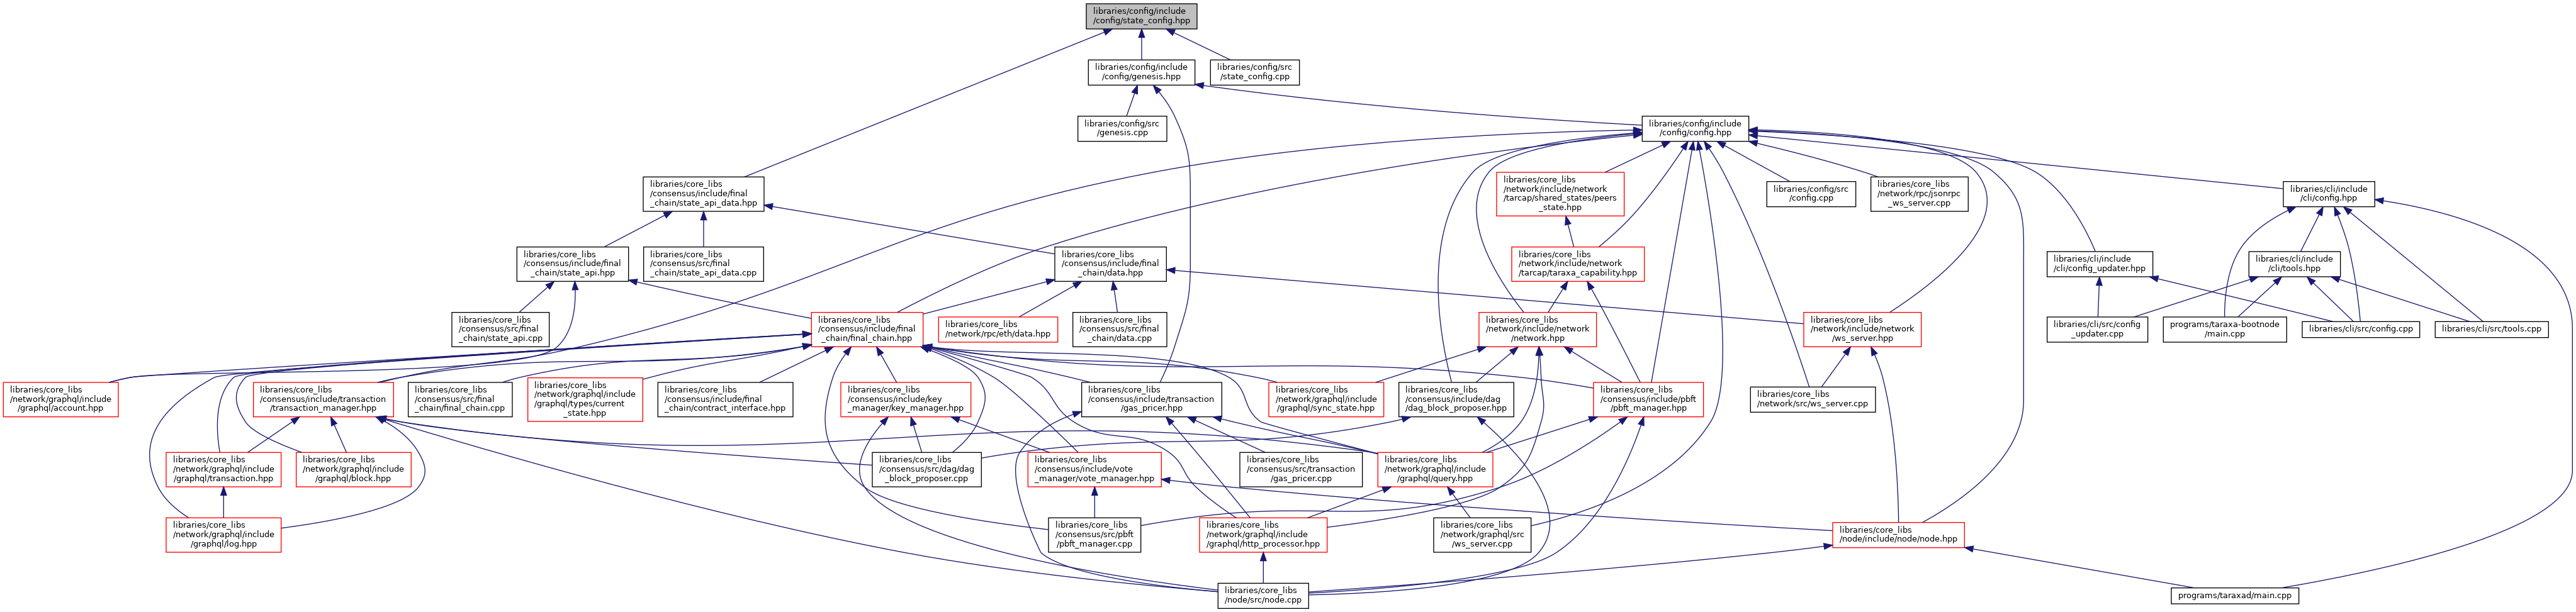 libraries/config/include
/config/state_config.hpp
libraries/config/include
/config/genesis.hpp
libraries/config/src
/state_config.cpp
libraries/config/src
/genesis.cpp
libraries/config/include
/config/config.hpp
libraries/core_libs
/consensus/include/final
_chain/state_api_data.hpp
libraries/core_libs
/network/include/network
/tarcap/shared_states/peers
_state.hpp
libraries/config/src
/config.cpp
libraries/core_libs
/network/rpc/jsonrpc
_ws_server.cpp
libraries/cli/include
/cli/config.hpp
libraries/core_libs
/consensus/include/final
_chain/state_api.hpp
libraries/core_libs
/consensus/src/final
_chain/state_api_data.cpp
libraries/core_libs
/consensus/include/final
_chain/data.hpp
libraries/core_libs
/network/include/network
/tarcap/taraxa_capability.hpp
libraries/cli/include
/cli/config_updater.hpp
libraries/cli/include
/cli/tools.hpp
libraries/core_libs
/consensus/src/final
_chain/state_api.cpp
libraries/core_libs
/consensus/include/final
_chain/final_chain.hpp
libraries/core_libs
/network/rpc/eth/data.hpp
libraries/core_libs
/consensus/src/final
_chain/data.cpp
libraries/core_libs
/network/include/network
/network.hpp
libraries/core_libs
/network/include/network
/ws_server.hpp
libraries/cli/src/config
_updater.cpp
programs/taraxa-bootnode
/main.cpp
libraries/cli/src/config.cpp
libraries/cli/src/tools.cpp
libraries/core_libs
/network/graphql/include
/graphql/account.hpp
libraries/core_libs
/consensus/include/transaction
/transaction_manager.hpp
libraries/core_libs
/consensus/src/final
_chain/final_chain.cpp
libraries/core_libs
/network/graphql/include
/graphql/types/current
_state.hpp
libraries/core_libs
/consensus/include/final
_chain/contract_interface.hpp
libraries/core_libs
/consensus/include/key
_manager/key_manager.hpp
libraries/core_libs
/consensus/include/transaction
/gas_pricer.hpp
libraries/core_libs
/network/graphql/include
/graphql/sync_state.hpp
libraries/core_libs
/consensus/include/dag
/dag_block_proposer.hpp
libraries/core_libs
/consensus/include/pbft
/pbft_manager.hpp
libraries/core_libs
/network/src/ws_server.cpp
libraries/core_libs
/network/graphql/include
/graphql/transaction.hpp
libraries/core_libs
/network/graphql/include
/graphql/block.hpp
libraries/core_libs
/consensus/src/dag/dag
_block_proposer.cpp
libraries/core_libs
/consensus/include/vote
_manager/vote_manager.hpp
libraries/core_libs
/consensus/src/transaction
/gas_pricer.cpp
libraries/core_libs
/network/graphql/include
/graphql/query.hpp
libraries/core_libs
/network/graphql/include
/graphql/log.hpp
libraries/core_libs
/consensus/src/pbft
/pbft_manager.cpp
libraries/core_libs
/network/graphql/include
/graphql/http_processor.hpp
libraries/core_libs
/network/graphql/src
/ws_server.cpp
libraries/core_libs
/node/include/node/node.hpp
libraries/core_libs
/node/src/node.cpp
programs/taraxad/main.cpp